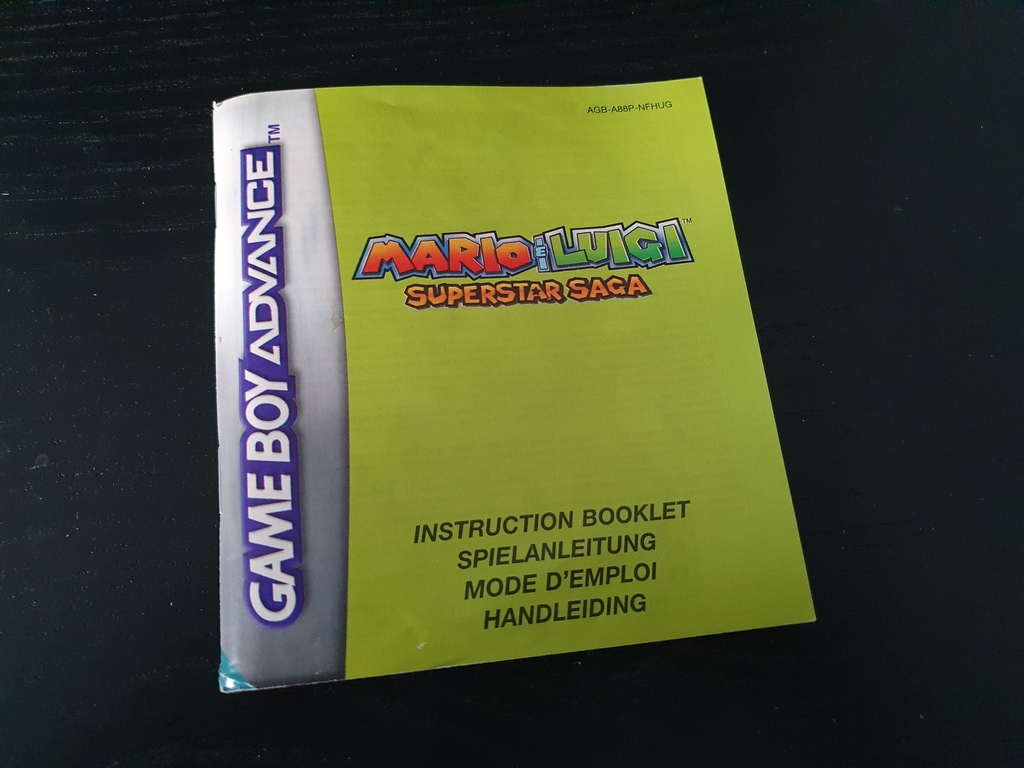 GAME BOY ADVANCE™
AGB-A88P-NFHUG
MARIO & LUIGI™
SUPERSTAR SAGA
INSTRUCTION BOOKLET
SPIELANLEITUNG
MODE D'EMPLOI
HANDLEIDING